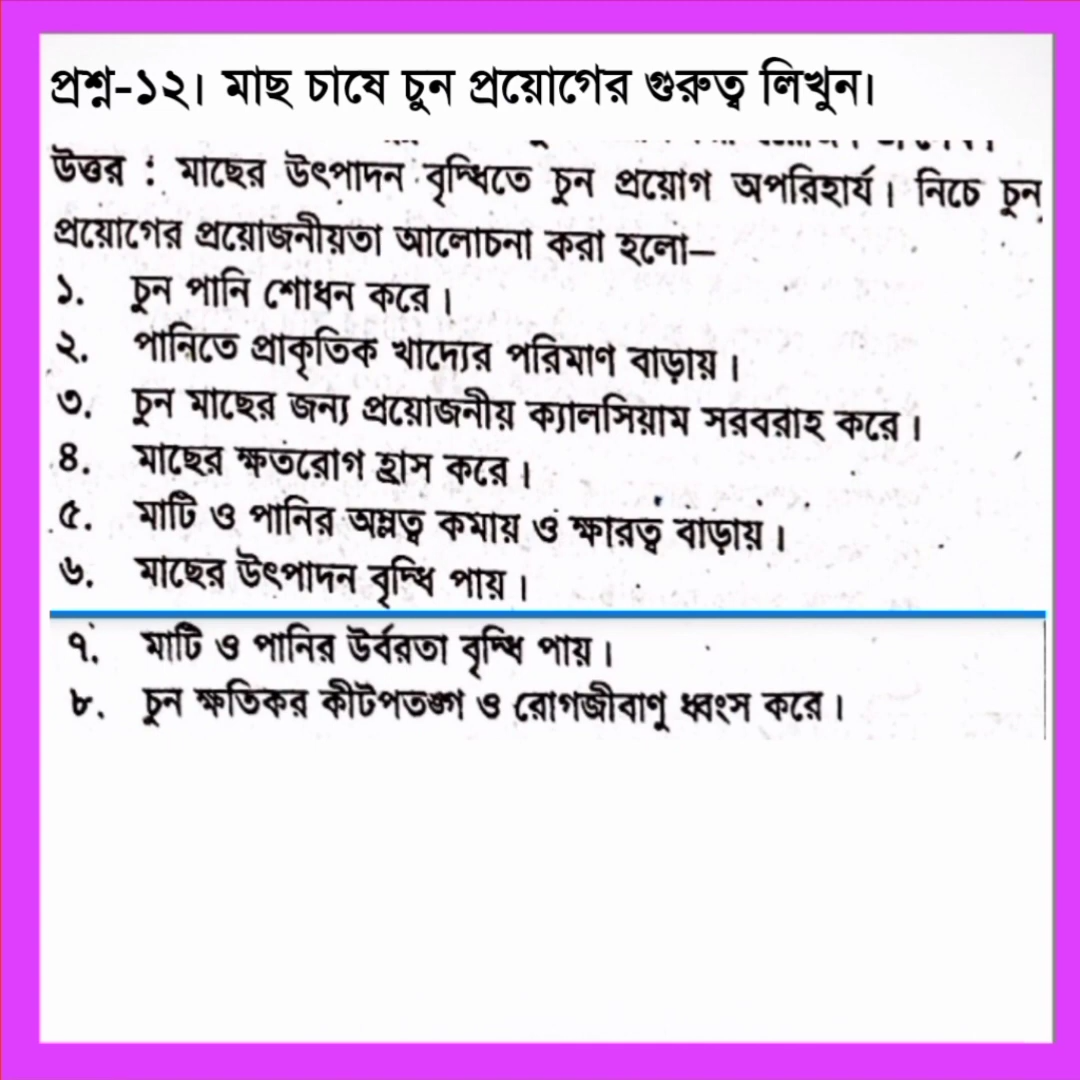 প্রশ্ন-১২। মাছ চাষে চুন প্রয়োগের গুরুত্ব লিখুন।
উত্তর : মাছের উৎপাদন বৃদ্ধিতে চুন প্রয়োগ অপরিহার্য। নিচে চুন
প্রয়োগের প্রয়োজনীয়তা আলোচনা করা হলো—
১. চুন পানি শোধন করে।
২. পানিতে প্রাকৃতিক খাদ্যের পরিমাণ বাড়ায়।
৩. চুন মাছের জন্য প্রয়োজনীয় ক্যালসিয়াম সরবরাহ করে।
৪. মাছের ক্ষতরোগ হ্রাস করে।
৫. মাটি ও পানির অম্লত্ব কমায় ও ক্ষারত্ব বাড়ায়।
৬. মাছের উৎপাদন বৃদ্ধি পায়।
৭. মাটি ও পানির উর্বরতা বৃদ্ধি পায়।
৮. চুন ক্ষতিকর কীটপতঙ্গ ও রোগজীবাণু ধ্বংস করে।